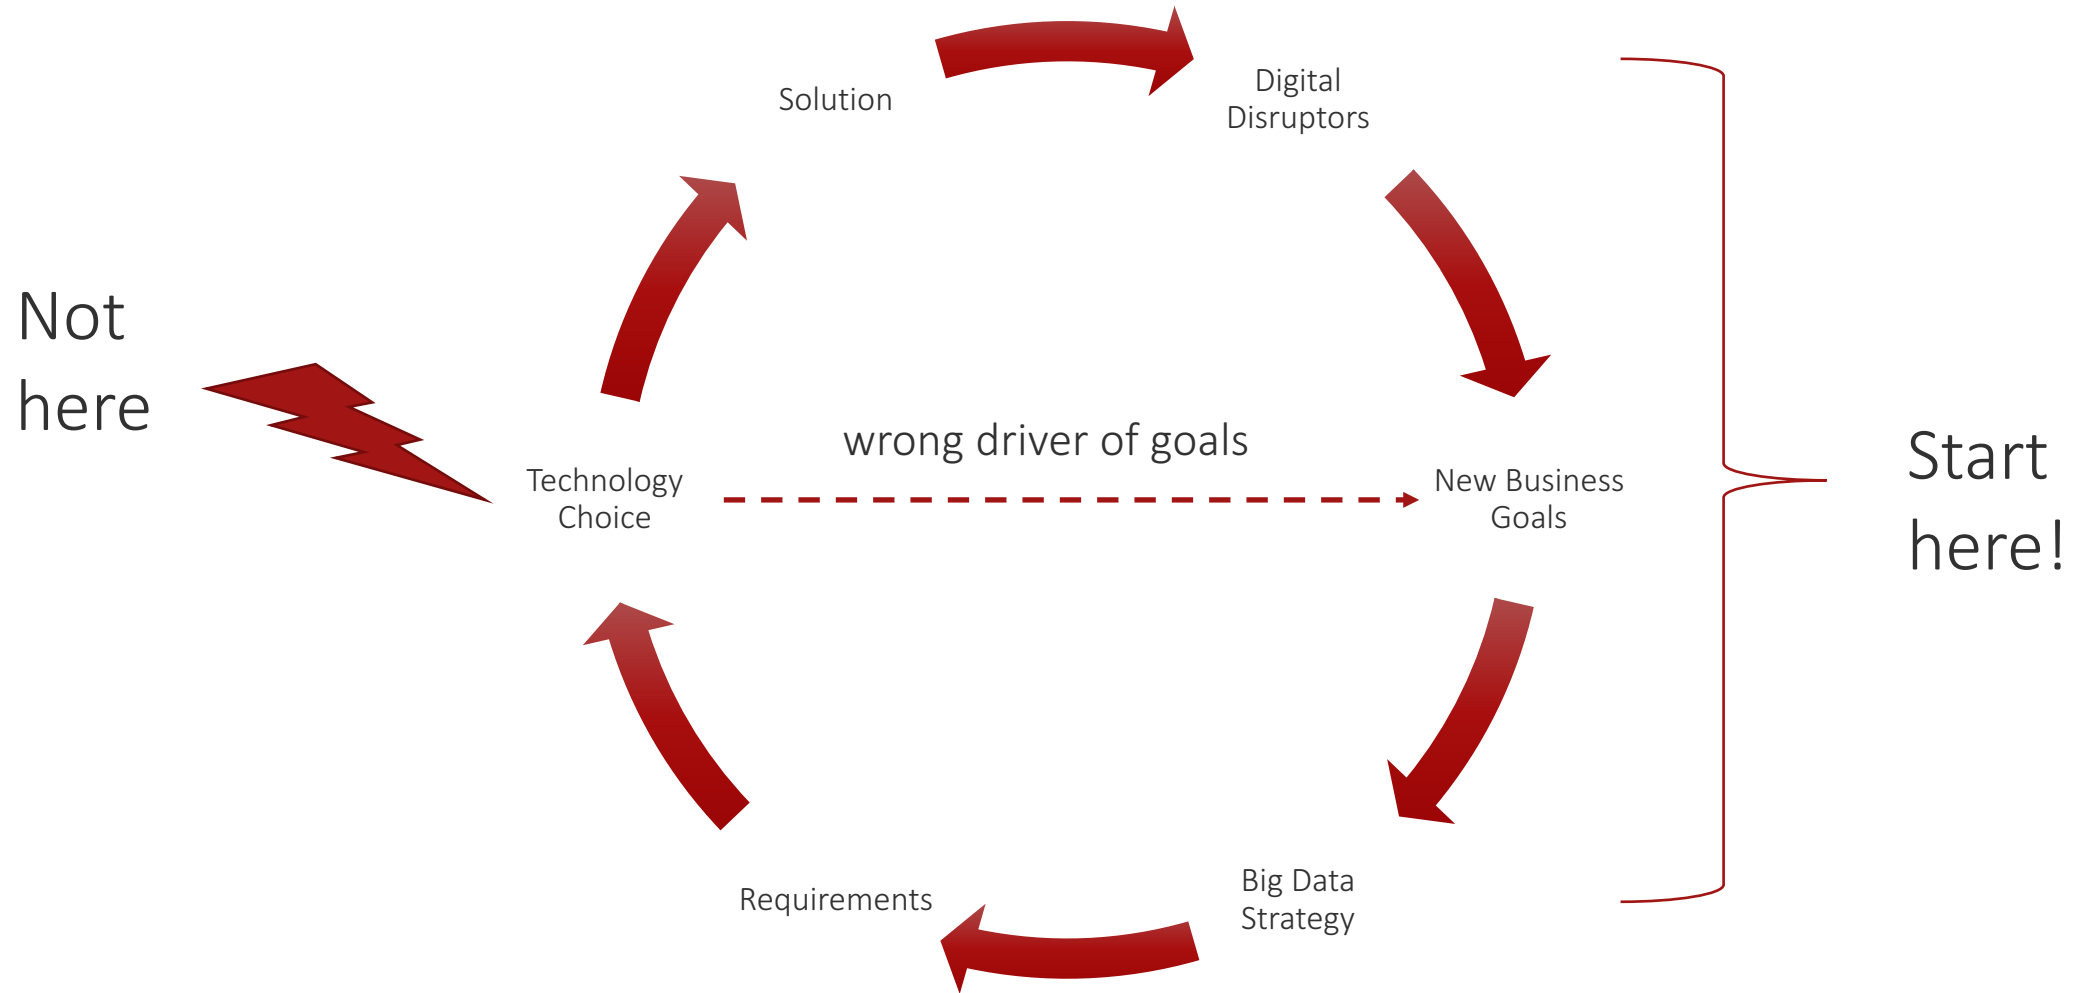 Solution
Digital
Disruptors
Not
here
wrong driver of goals
Technology
Choice
New Business
Goals
Start
here!
Requirements
Big Data
Strategy